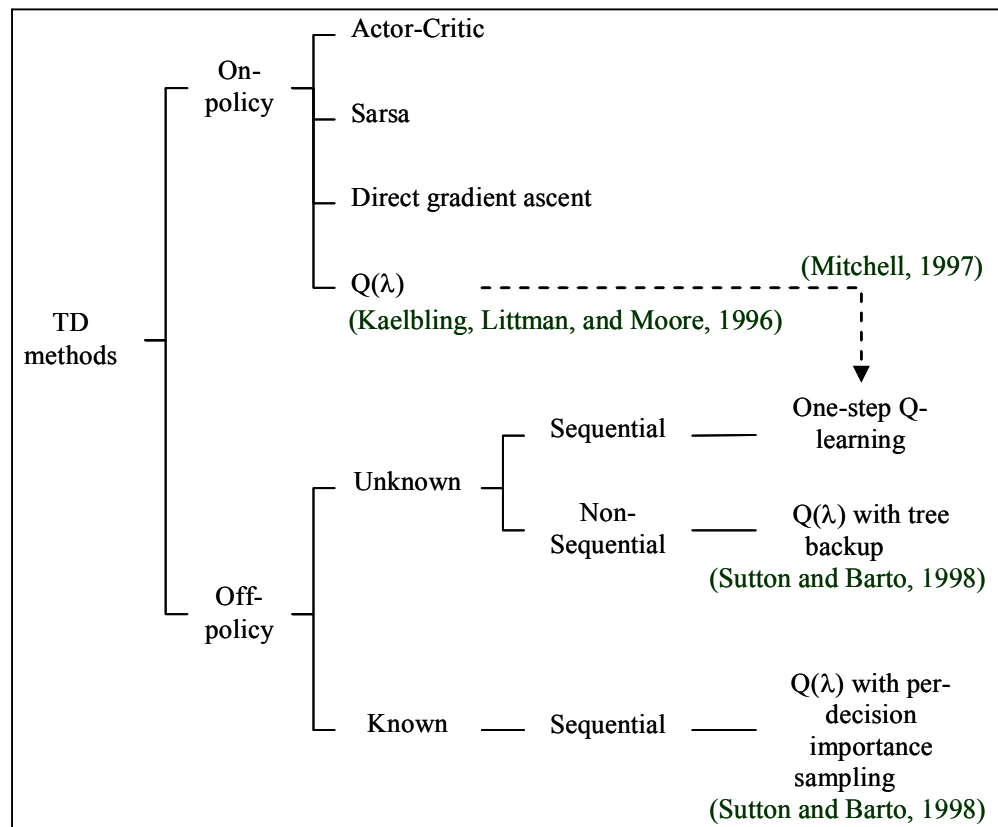 Actor-Critic
On-
policy
Sarsa
Direct gradient ascent
(Mitchell, 1997)
Q(λ)
(Kaelbling, Littman, and Moore, 1996)
TD
methods
One-step Q-
learning
Sequential
Unknown
Non-
Sequential
Q(λ) with tree
backup
(Sutton and Barto, 1998)
Off-
policy
Known
Sequential
Q(λ) with per-
decision
importance
sampling
(Sutton and Barto, 1998)